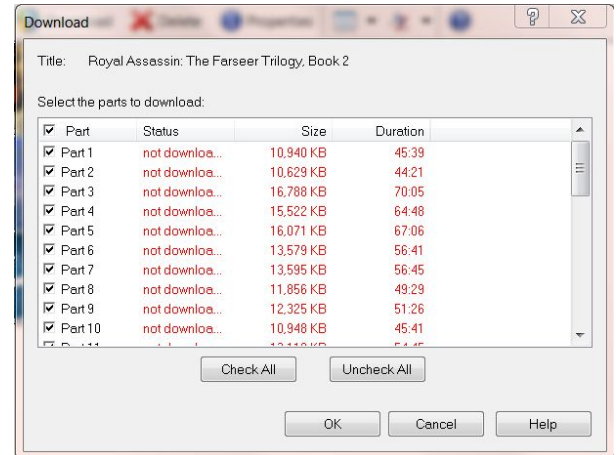 Download
Delete Properties
Title: Royal Assassin: The Farseer Trilogy, Book 2
Select the parts to download:
Part Status Size Duration
Part 1 not downloa... 10,940 KB 45:39
Part 2 not downloa... 10,629 KB 44:21
Part 3 not downloa... 16,788 KB 70:05
Part 4 not downloa... 15,522 KB 64:48
Part 5 not downloa... 16,071 KB 67:06
Part 6 not downloa... 13,579 KB 56:41
Part 7 not downloa... 13,595 KB 56:45
Part 8 not downloa... 11,856 KB 49:29
Part 9 not downloa... 12,325 KB 51:26
Part 10 not downloa... 10,948 KB 45:41
Check All Uncheck All
OK Cancel Help